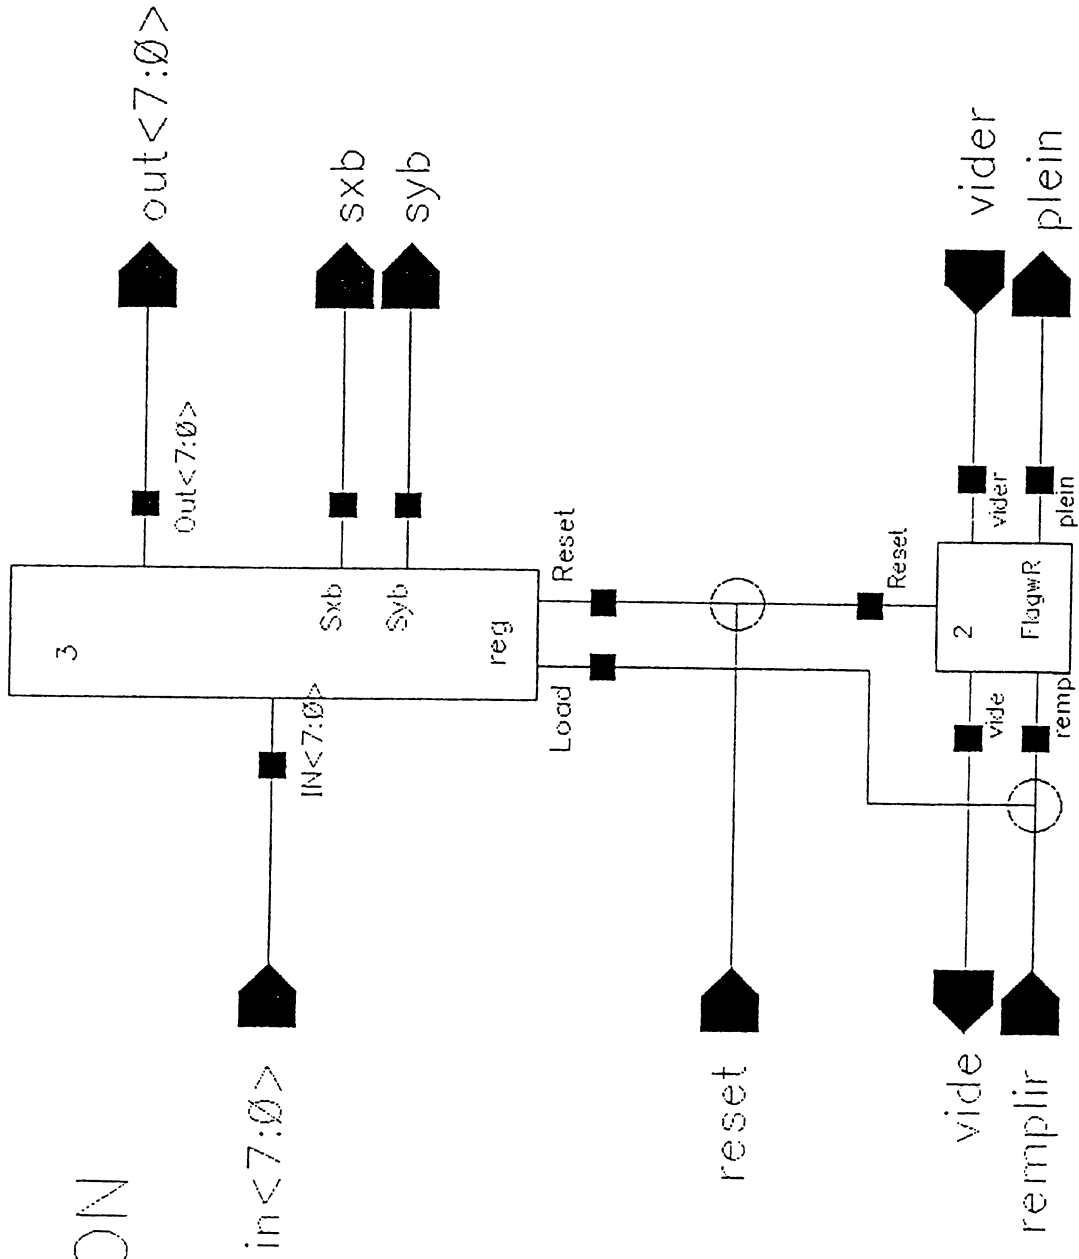 ON
out<7:0>
Out<7:0>
3
in<7:0>
IN<7:0>
Sxb
sxb
Syb
syb
reg
Load
Reset
reset
Reset
vide
vide
2
vider
vider
remplir
remp
FlagwR
plein
plein